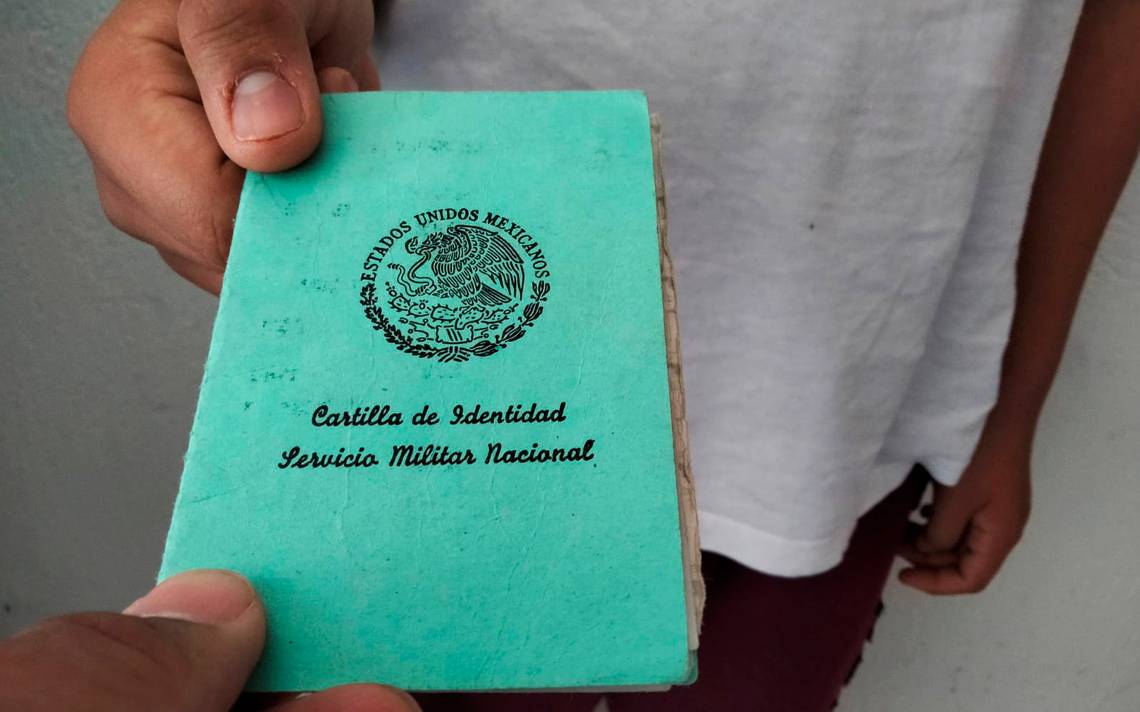 ESTADOS UNIDOS MEXICANOS
Cartilla de Identidad
Servicio Militar Nacional